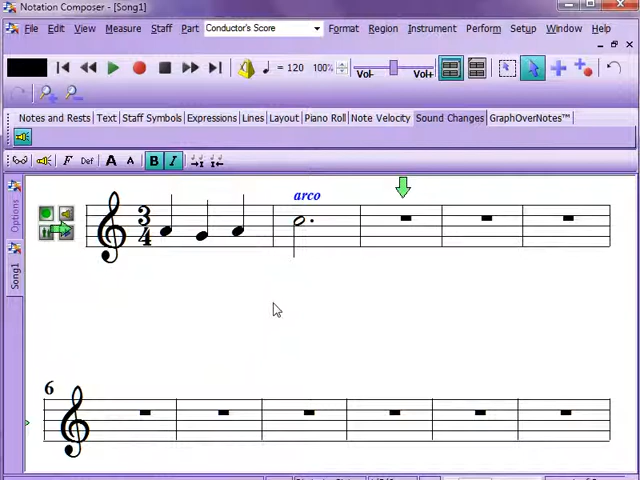 Notation Composer - [Song1]
File Edit View Measure Staff Part Conductor's Score Format Region Instrument Perform Setup Window Help
= 120 100% Vol- Vol+
Notes and Rests Text Staff Symbols Expressions Lines Layout Piano Roll Note Velocity Sound Changes GraphOverNotes™
F Def A A B I
Options
Song1
arco
3
4
6